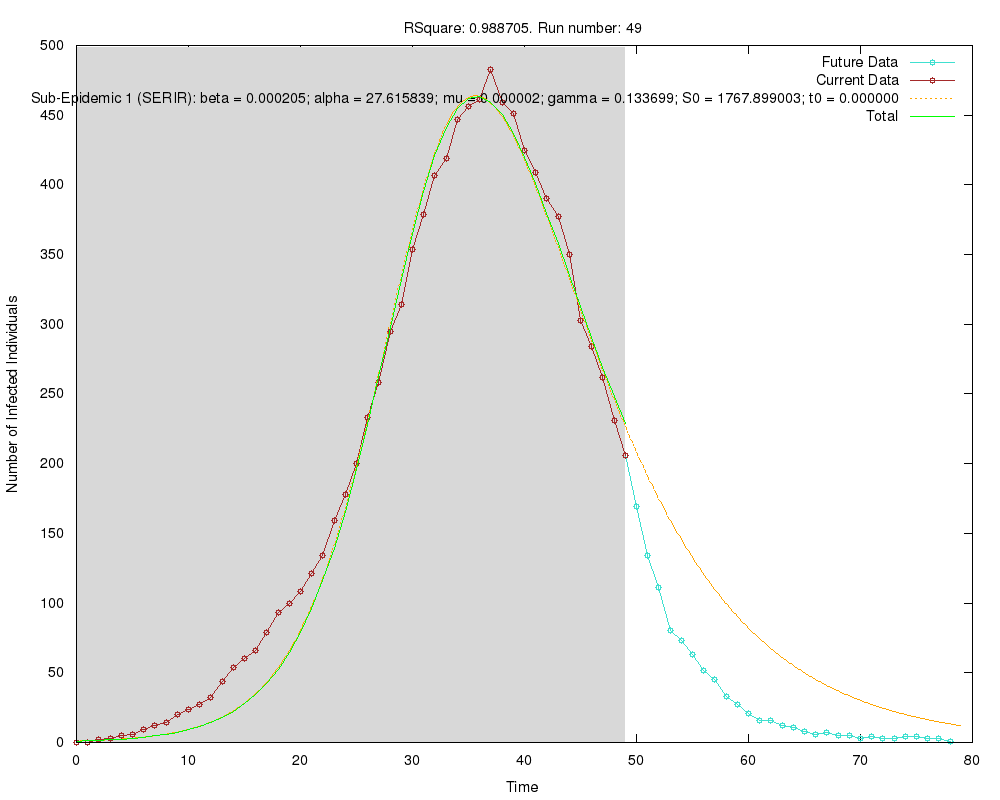 RSquare: 0.988705. Run number: 49
500
450
400
350
300
250
200
150
100
50
0
Number of Infected Individuals
Future Data
Current Data
Sub-Epidemic 1 (SERIR): beta = 0.000205; alpha = 27.615839; mu = 0.000002; gamma = 0.133699; S0 = 1767.899003; t0 = 0.000000
Total
0 10 20 30 40 50 60 70 80
Time